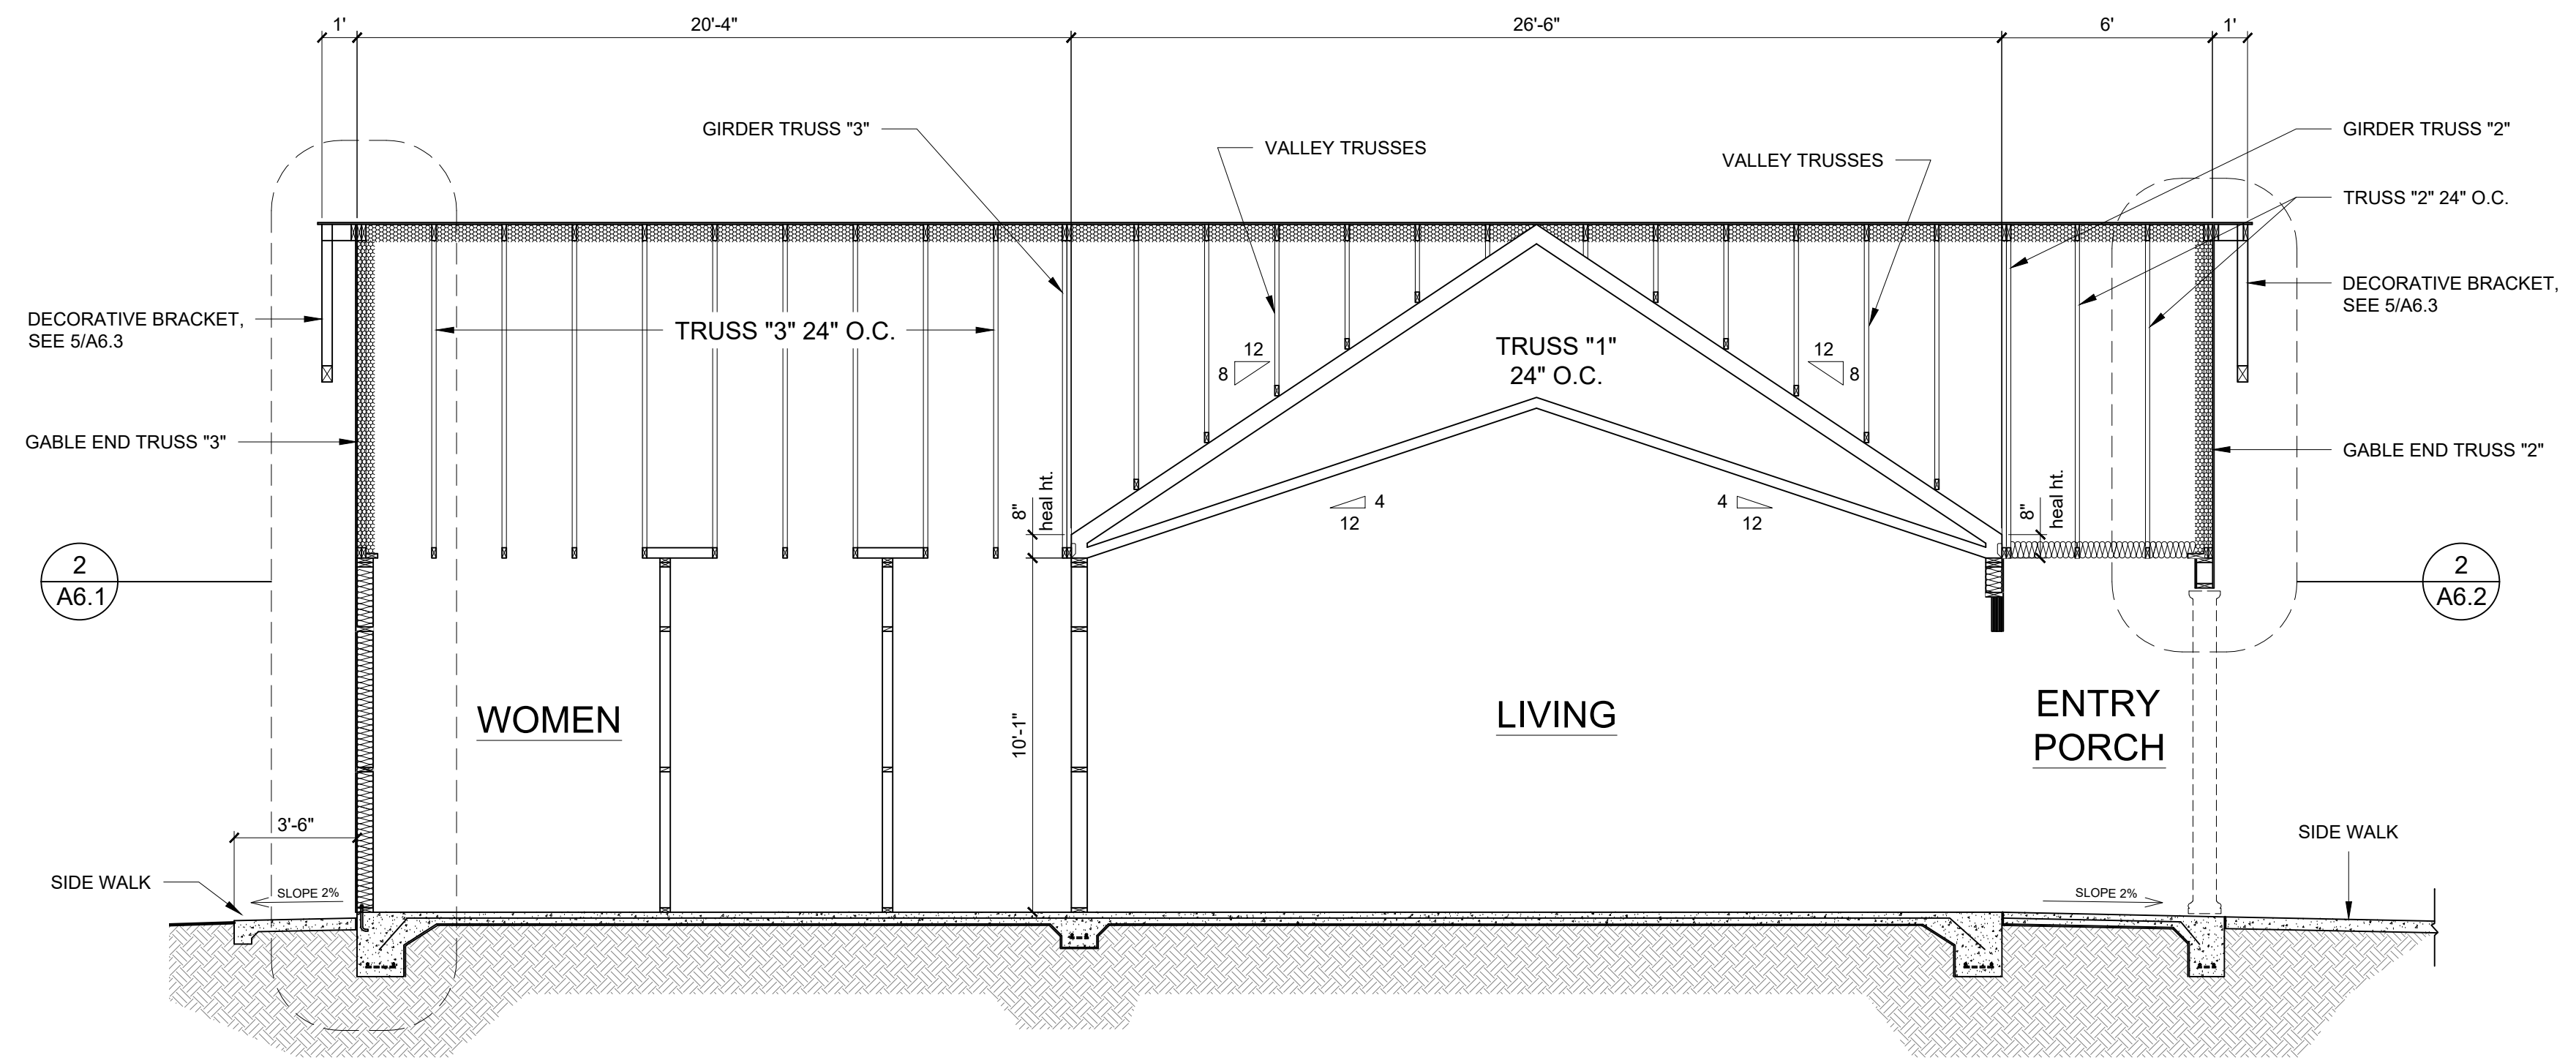 1'
20'-4"
26'-6"
6'
1'
GIRDER TRUSS "3"
VALLEY TRUSSES
VALLEY TRUSSES
GIRDER TRUSS "2"
TRUSS "2" 24" O.C.
DECORATIVE BRACKET,
SEE 5/A6.3
TRUSS "3" 24" O.C.
12
8
TRUSS "1"
24" O.C.
12
8
DECORATIVE BRACKET,
SEE 5/A6.3
GABLE END TRUSS "3"
GABLE END TRUSS "2"
8"
heal ht.
4
12
4
12
8"
heal ht.
2
A6.1
2
A6.2
WOMEN
10'-1"
LIVING
ENTRY
PORCH
3'-6"
SIDE WALK
SLOPE 2%
SLOPE 2%
SIDE WALK